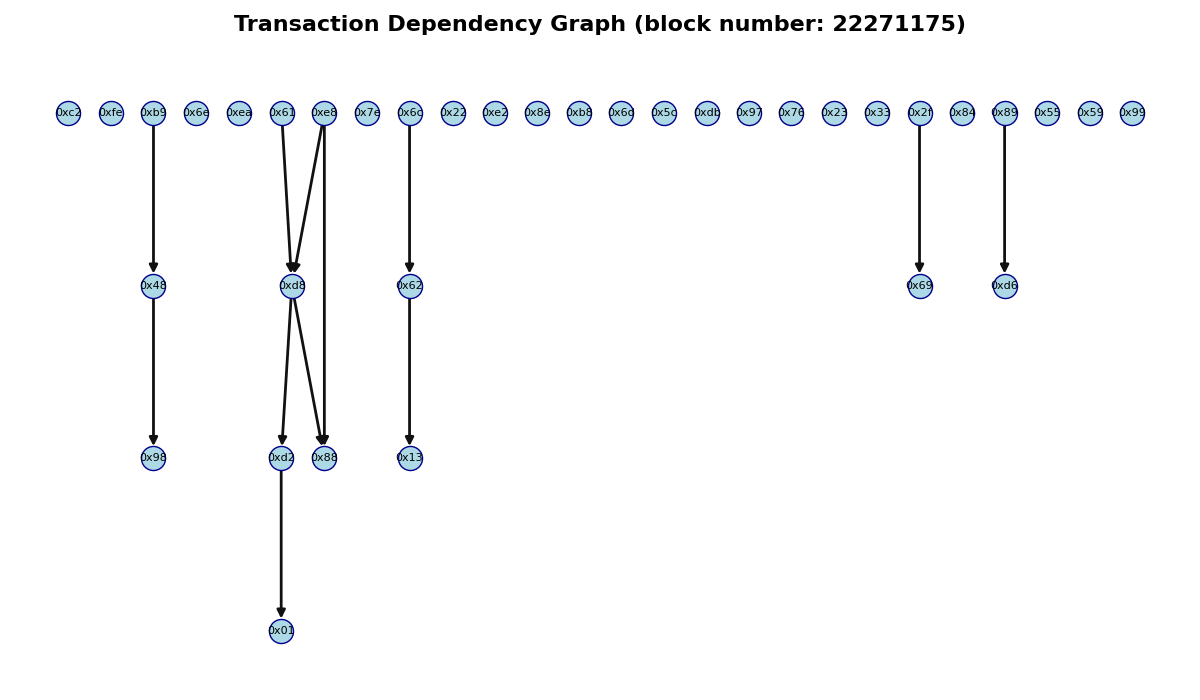 Transaction Dependency Graph (block number: 22271175)
0xc2 0xfe 0xb9 0x6e 0xea 0x61 0xe8 0x7e 0x6c 0x22 0xe2 0x8e 0xb8 0x6d 0x5c 0xdb 0x97 0x76 0x23 0x33 0x2f 0x84 0x89 0x55 0x59 0x99
0x48 0xd8 0x62 0x69 0xd6
0x98 0xd2 0x88 0x13
0x01